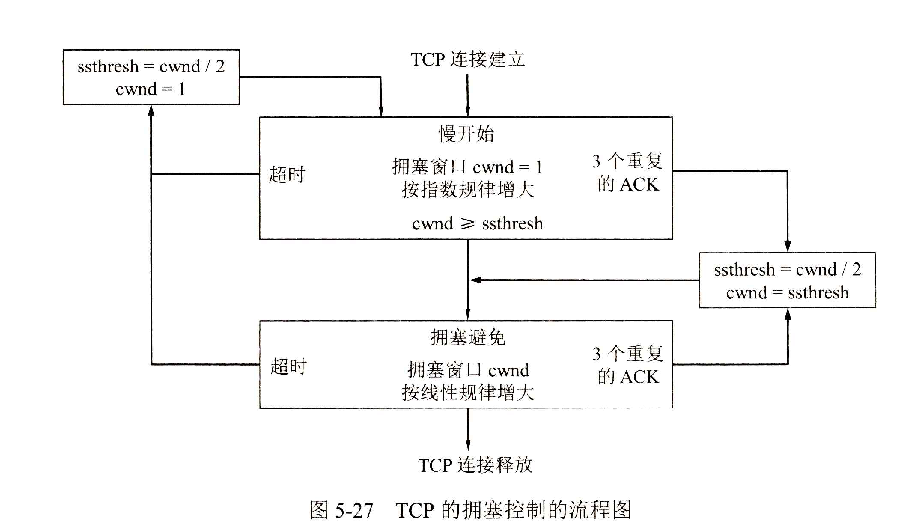 TCP 连接建立
ssthresh = cwnd / 2
cwnd = 1
慢开始
超时
拥塞窗口 cwnd = 1
按指数规律增大
3 个重复
的 ACK
cwnd ⩾ ssthresh
ssthresh = cwnd / 2
cwnd = ssthresh
拥塞避免
超时
拥塞窗口 cwnd
按线性规律增大
3 个重复
的 ACK
TCP 连接释放
图 5-27 TCP 的拥塞控制的流程图